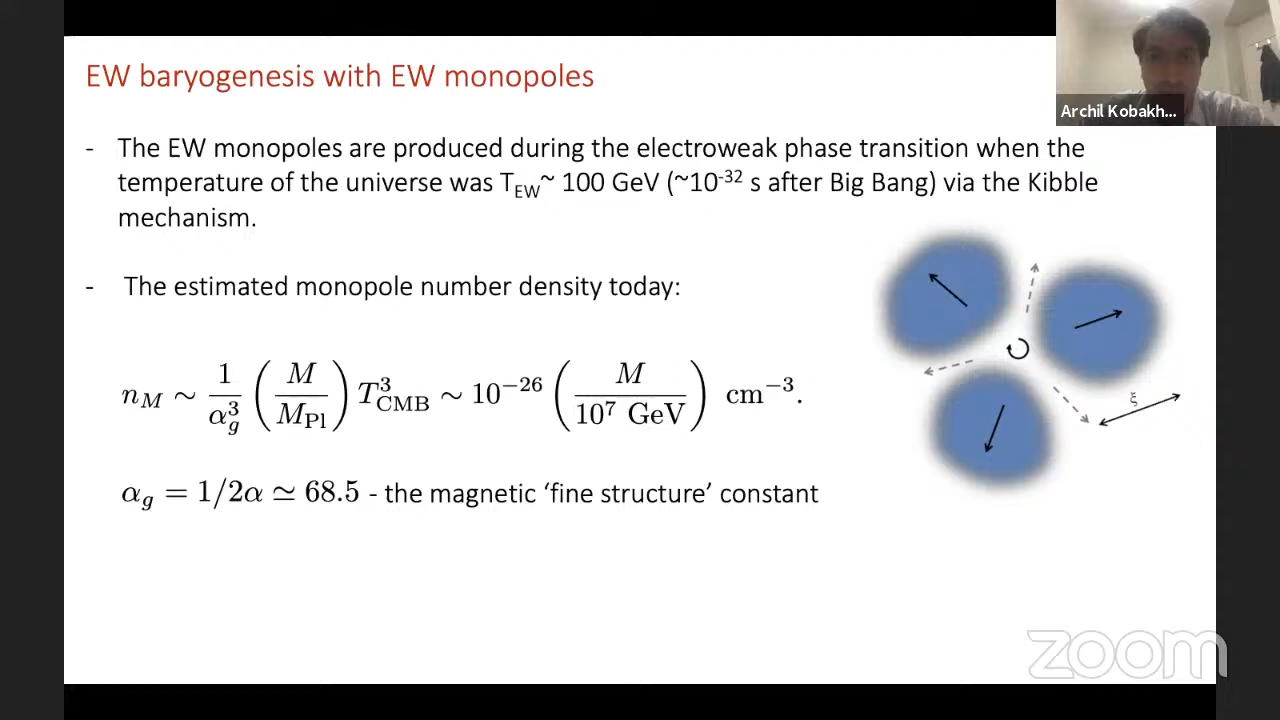 EW baryogenesis with EW monopoles
Archil Kobakh...
- The EW monopoles are produced during the electroweak phase transition when the
temperature of the universe was T_EW~ 100 GeV (~10^-32 s after Big Bang) via the Kibble
mechanism.
- The estimated monopole number density today:
n_M ∼ 1/α_g^3 (M/M_Pl) T_CMB^3 ∼ 10^−26 (M/10^7 GeV) cm^−3.
ξ
α_g = 1/2α ≃ 68.5 - the magnetic ‘fine structure’ constant
zoom